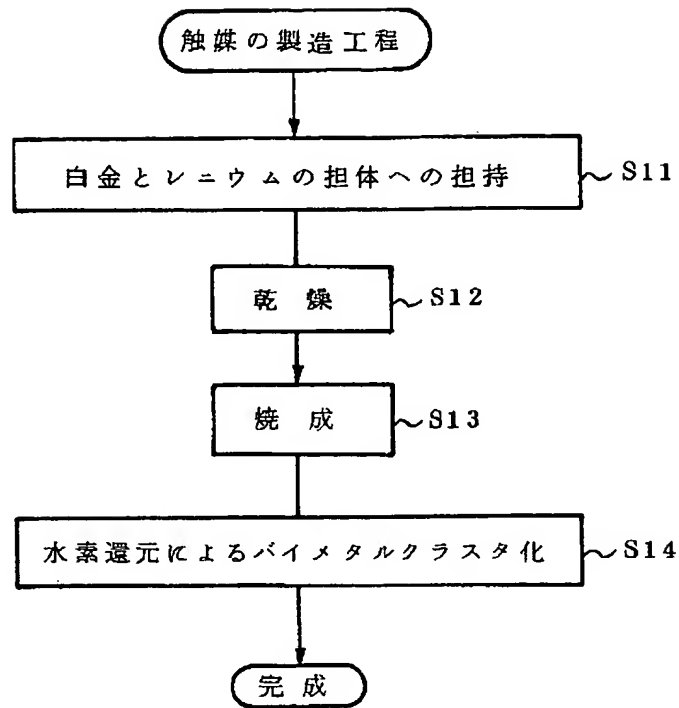 触媒の製造工程
白金とレニウムの担体への担持
S11
乾燥
S12
焼成
S13
水素還元によるバイメタルクラスタ化
S14
完成